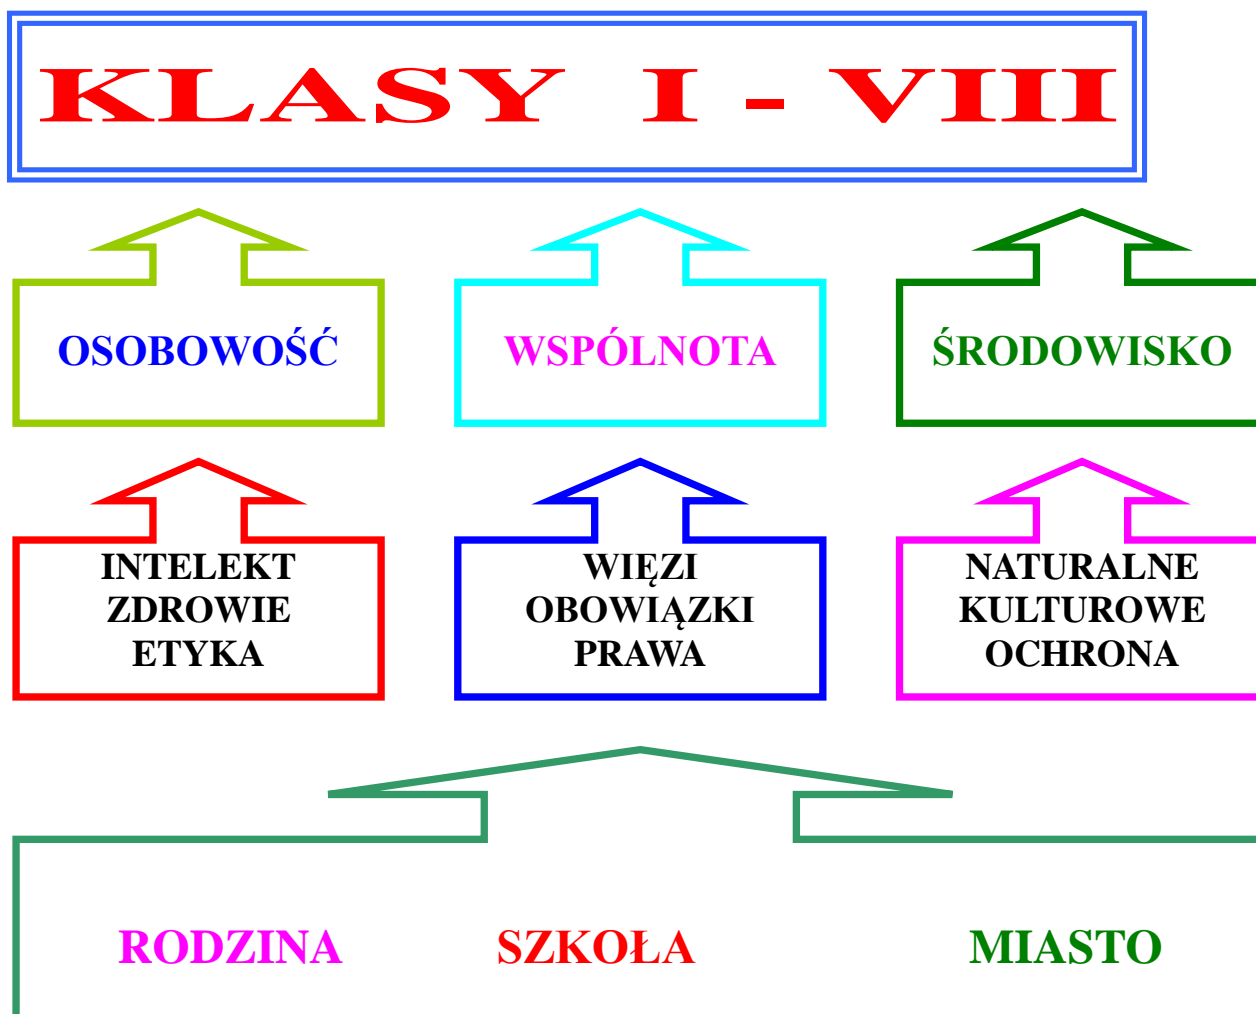 KLASY I - VIII
OSOBOWOŚĆ
WSPÓLNOTA
ŚRODOWISKO
INTELEKT
ZDROWIE
ETYKA
WIĘZI
OBOWIĄZKI
PRAWA
NATURALNE
KULTUROWE
OCHRONA
RODZINA SZKOŁA MIASTO